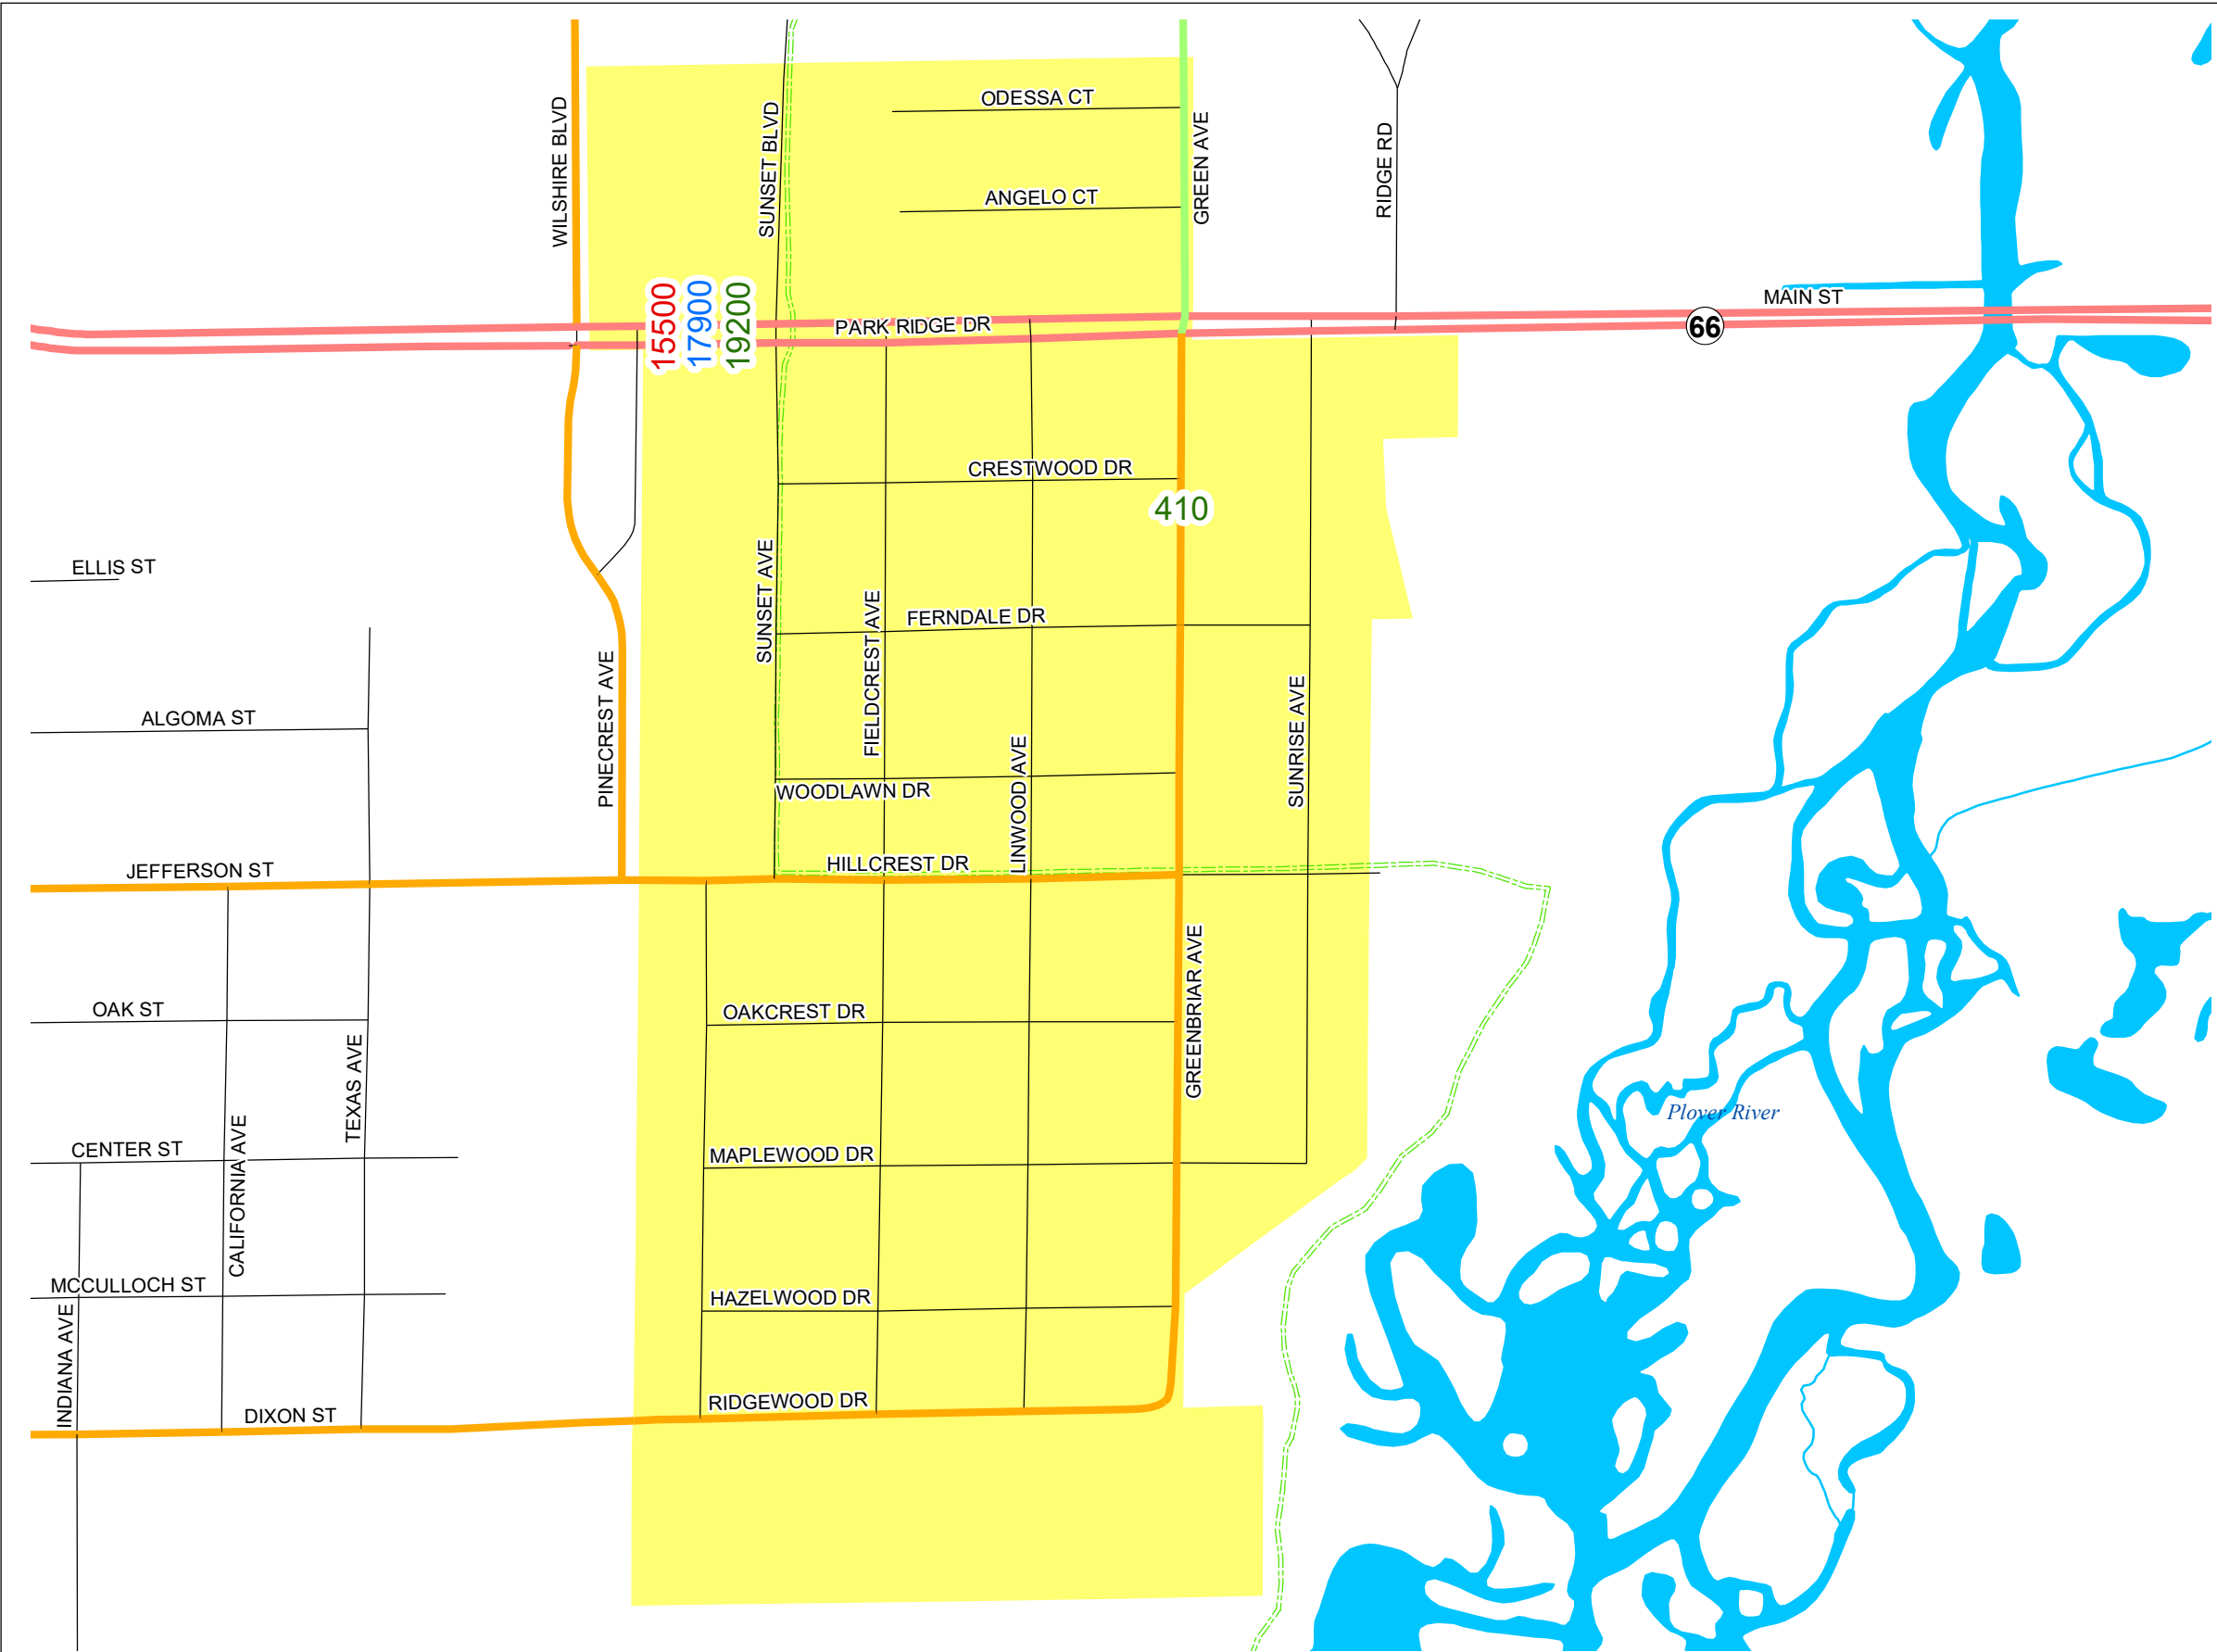 ODESSA CT
WILSHIRE BLVD
SUNSET BLVD
GREEN AVE
RIDGE RD
ANGELO CT
15500
17900
19200
MAIN ST
PARK RIDGE DR
66
CRESTWOOD DR
410
ELLIS ST
SUNSET AVE
FIELDCREST AVE
FERNDALE DR
PINECREST AVE
SUNRISE AVE
ALGOMA ST
LINWOOD AVE
WOODLAWN DR
JEFFERSON ST
HILLCREST DR
OAK ST
OAKCREST DR
GREENBRIAR AVE
TEXAS AVE
Plover River
CENTER ST
CALIFORNIA AVE
MAPLEWOOD DR
MCCULLOCH ST
HAZELWOOD DR
INDIANA AVE
DIXON ST
RIDGEWOOD DR